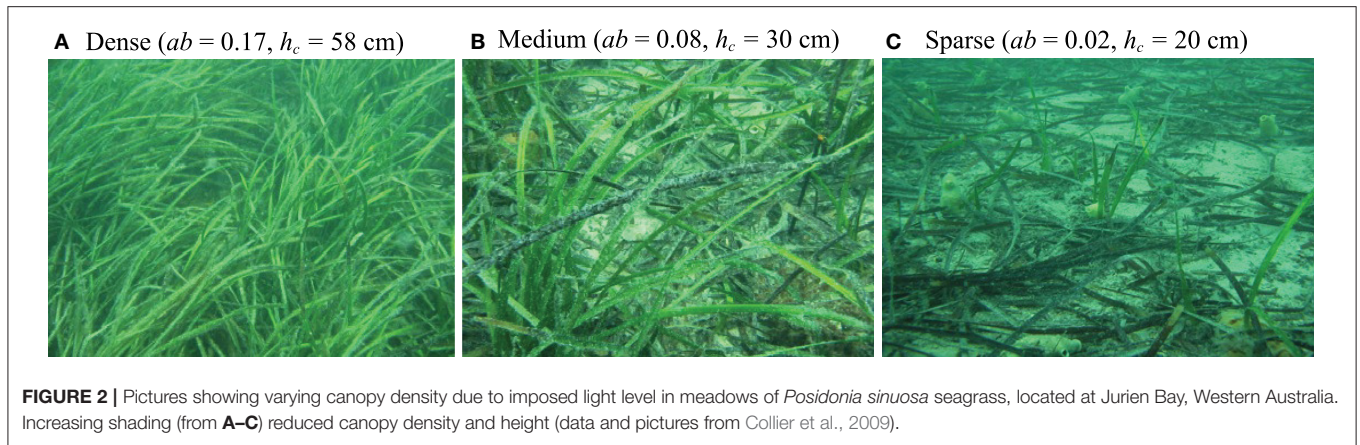 A Dense (ab = 0.17, hc = 58 cm) B Medium (ab = 0.08, hc = 30 cm) C Sparse (ab = 0.02, hc = 20 cm)
FIGURE 2 | Pictures showing varying canopy density due to imposed light level in meadows of Posidonia sinuosa seagrass, located at Jurien Bay, Western Australia.
Increasing shading (from A–C) reduced canopy density and height (data and pictures from Collier et al., 2009).